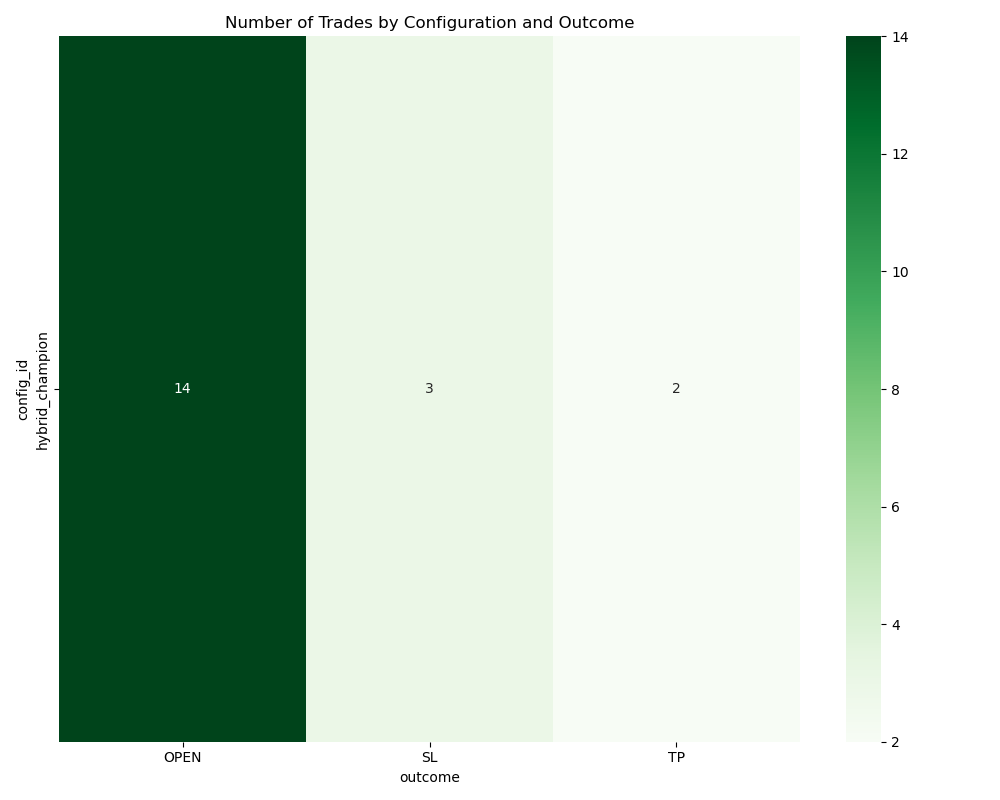 Number of Trades by Configuration and Outcome
config_id
hybrid_champion
14
3
2
OPEN
SL
TP
outcome
14
12
10
8
6
4
2